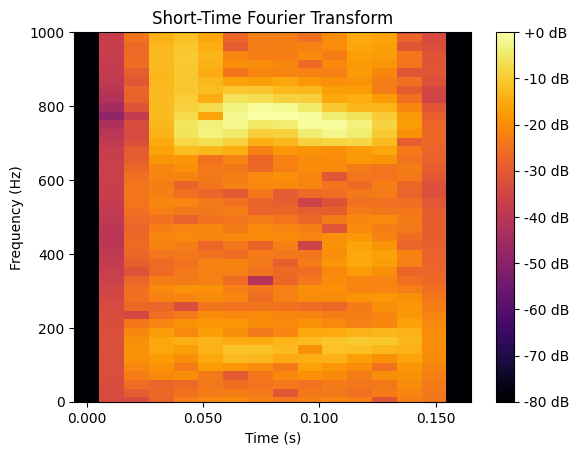 Short-Time Fourier Transform
1000
800
600
400
200
0
Frequency (Hz)
0.000
0.050
0.100
0.150
Time (s)
+0 dB
-10 dB
-20 dB
-30 dB
-40 dB
-50 dB
-60 dB
-70 dB
-80 dB